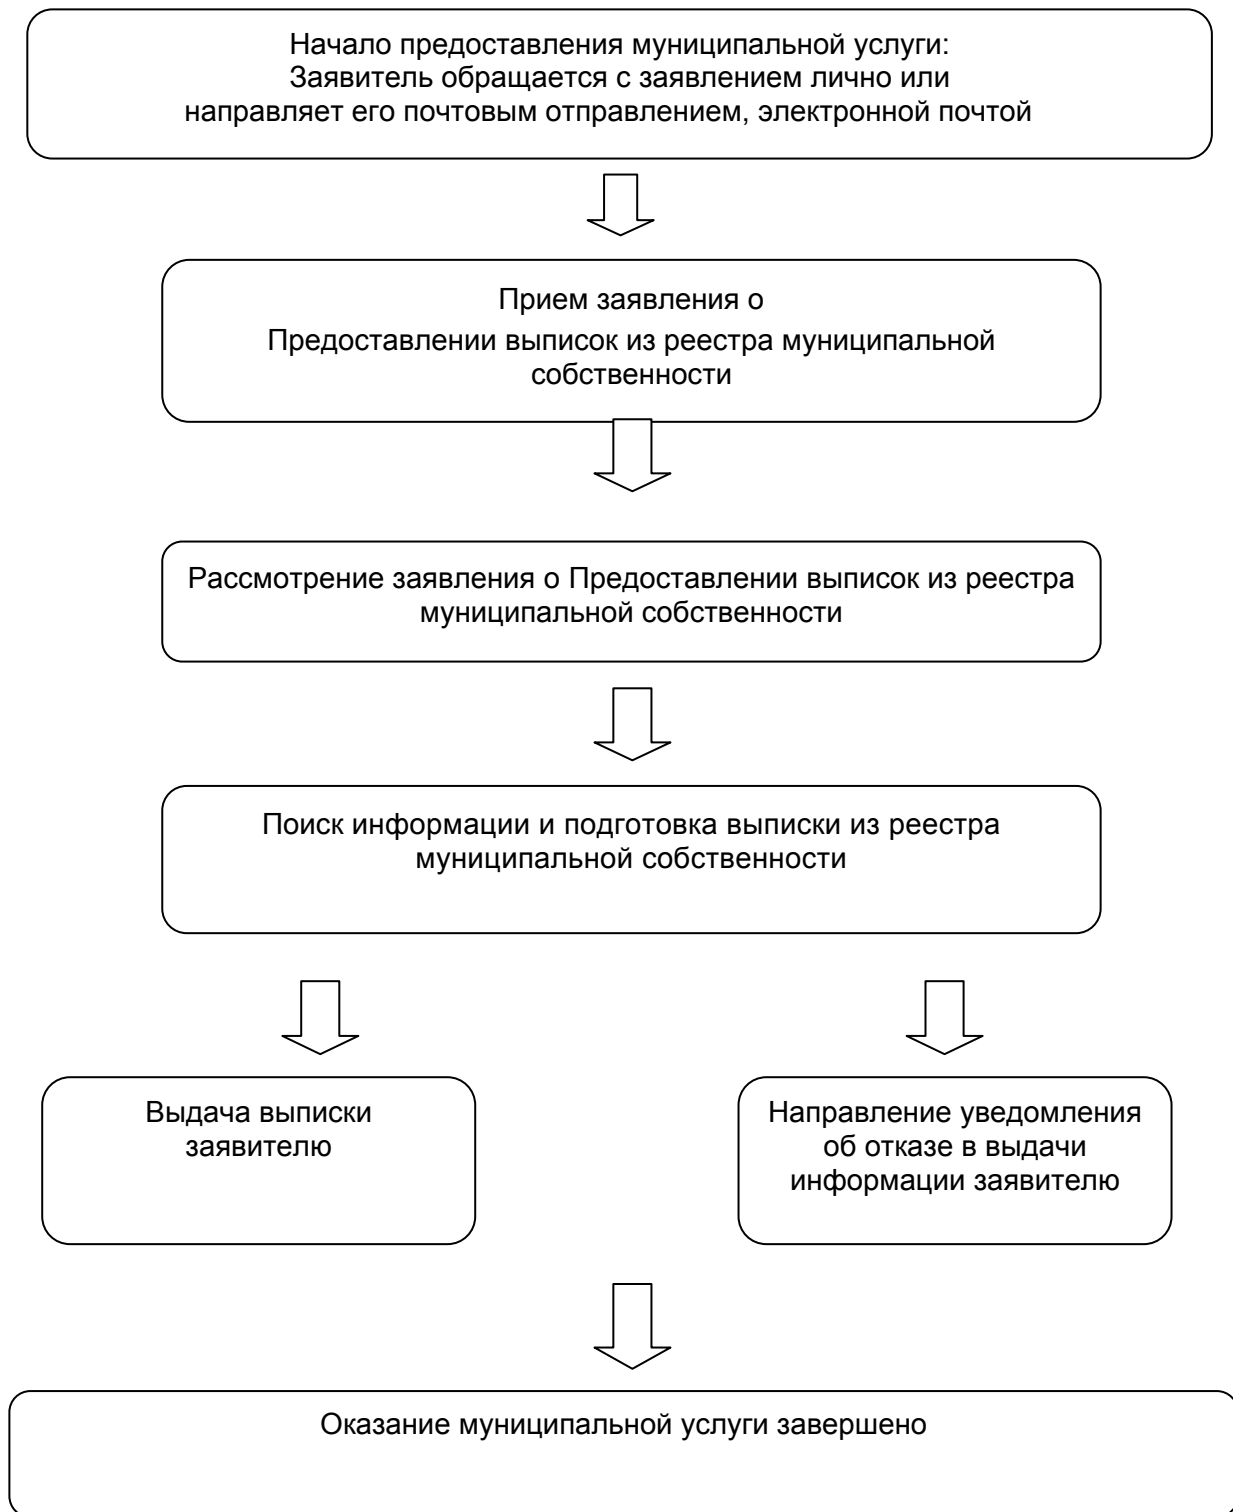 Начало предоставления муниципальной услуги:
Заявитель обращается с заявлением лично или
направляет его почтовым отправлением, электронной почтой
Прием заявления о
Предоставлении выписок из реестра муниципальной
собственности
Рассмотрение заявления о Предоставлении выписок из реестра
муниципальной собственности
Поиск информации и подготовка выписки из реестра
муниципальной собственности
Выдача выписки
заявителю
Направление уведомления
об отказе в выдачи
информации заявителю
Оказание муниципальной услуги завершено